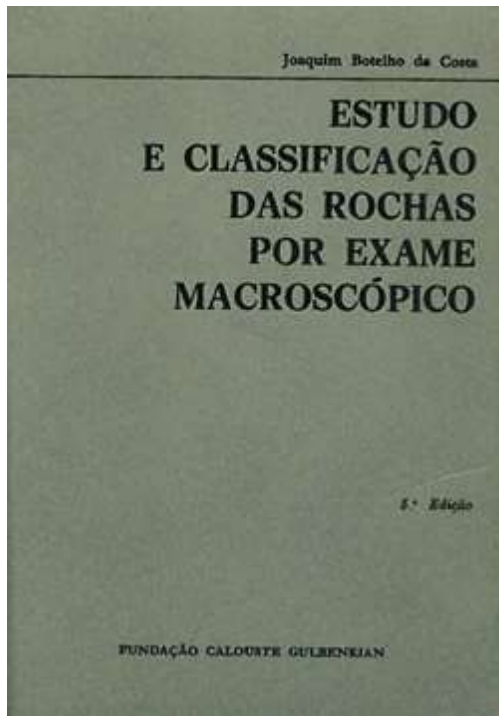 Joaquim Botelho da Costa
ESTUDO
E CLASSIFICAÇÃO
DAS ROCHAS
POR EXAME
MACROSCÓPICO
5.ª Edição
FUNDAÇÃO CALOUSTE GULBENKIAN